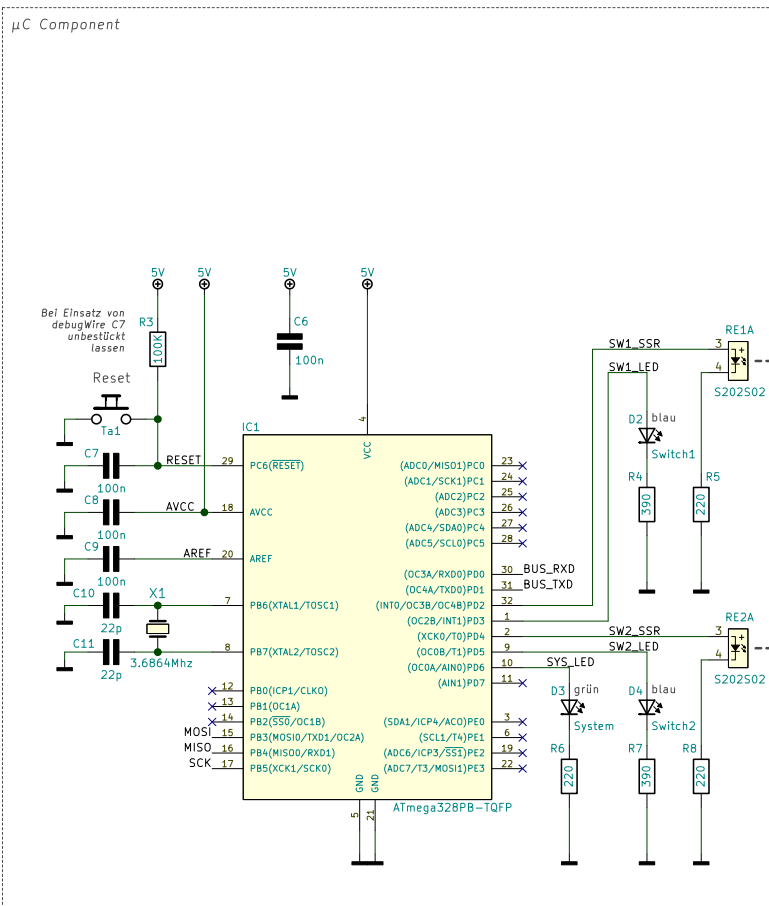 µC Component
5V
5V
5V
5V
Bei Einsatz von
debugWire C7
unbestückt
lassen
R3
100K
C6
100n
Reset
Ta1
C7
100n
RESET
C8
100n
AVCC
C9
100n
AREF
C10
22p
X1
C11
22p
3.6864Mhz
MOSI
MISO
SCK
IC1
4
VCC
29 PC6(RESET)
18 AVCC
20 AREF
7 PB6(XTAL1/TOSC1)
8 PB7(XTAL2/TOSC2)
12 PB0(ICP1/CLKO)
13 PB1(OC1A)
14 PB2(SS0/OC1B)
15 PB3(MOSI0/TXD1/OC2A)
16 PB4(MISO0/RXD1)
17 PB5(XCK1/SCK0)
(ADC0/MISO1)PC0 23
(ADC1/SCK1)PC1 24
(ADC2)PC2 25
(ADC3)PC3 26
(ADC4/SDA0)PC4 27
(ADC5/SCL0)PC5 28
(OC3A/RXD0)PD0 30 BUS_RXD
(OC4A/TXD0)PD1 31 BUS_TXD
(INT0/OC3B/OC4B)PD2 32
(OC2B/INT1)PD3 1
(XCK0/T0)PD4 2
(OC0B/T1)PD5 9
(OC0A/AIN0)PD6 10
(AIN1)PD7 11
(SDA1/ICP4/ACO)PE0 3
(SCL1/T4)PE1 6
(ADC6/ICP3/SS1)PE2 19
(ADC7/T3/MOSI1)PE3 22
GND
GND
5
21
ATmega328PB-TQFP
SW1_SSR
SW1_LED
RE1A
3
4
S202S02
D2 blau
Switch1
R4
390
R5
220
SW2_SSR
SW2_LED
SYS_LED
RE2A
3
4
S202S02
D3 grün
System
D4 blau
Switch2
R6
220
R7
390
R8
220